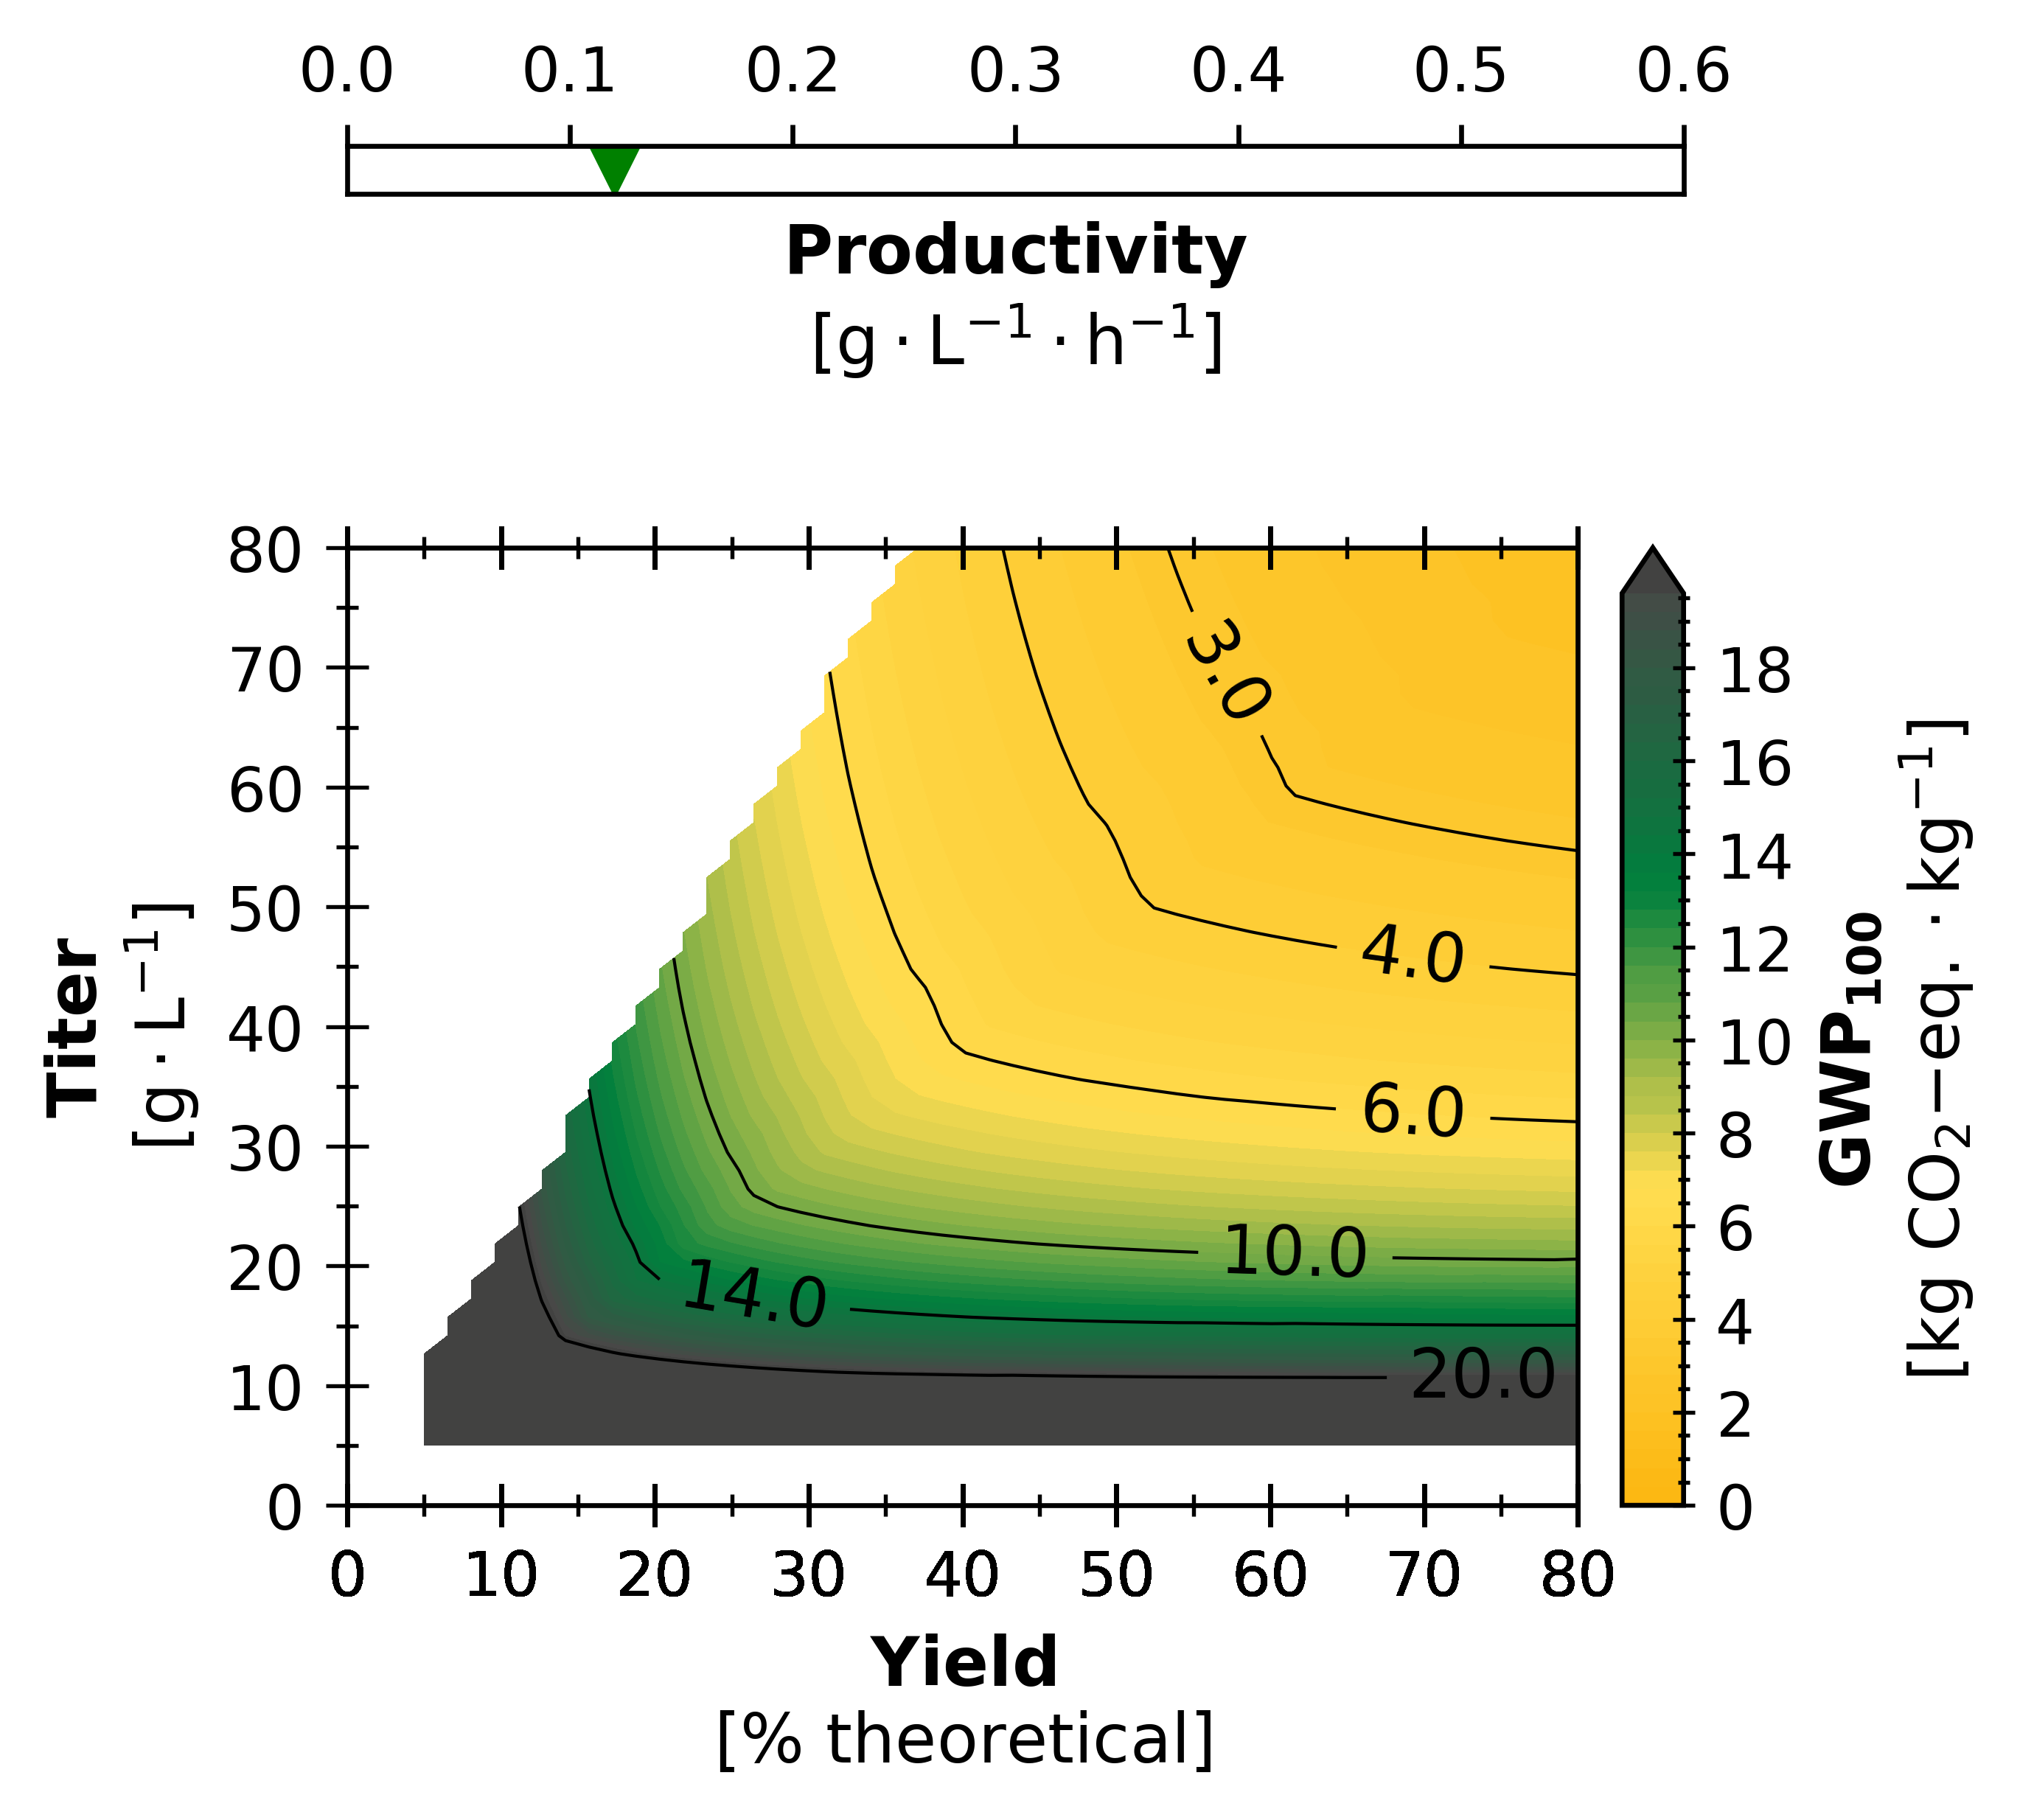 0.0 0.1 0.2 0.3 0.4 0.5 0.6
Productivity
[g · L⁻¹ · h⁻¹]
80
70
60
50
40
30
20
10
0
Titer
[g · L⁻¹]
3.0
4.0
6.0
10.0
14.0
20.0
0 10 20 30 40 50 60 70 80
Yield
[% theoretical]
18
16
14
12
10
8
6
4
2
0
GWP₁₀₀
[kg CO₂−eq. · kg⁻¹]